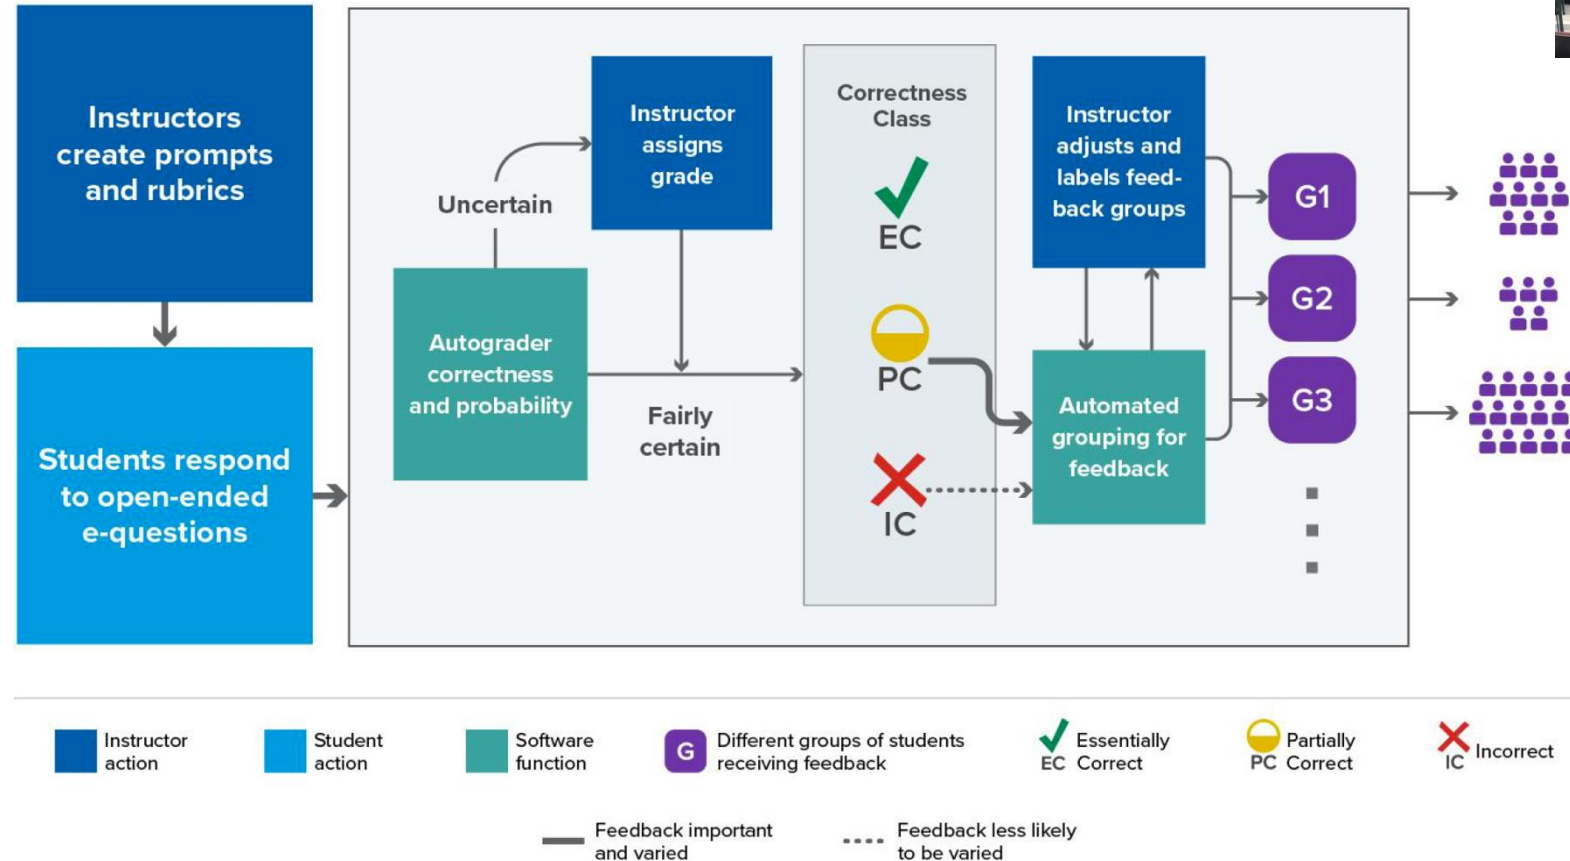 Instructors
create prompts
and rubrics
Students respond
to open-ended
e-questions
Uncertain
Autograder
correctness
and probability
Instructor
assigns
grade
Fairly
certain
Correctness
Class
EC
PC
IC
Instructor
adjusts and
labels feed-
back groups
Automated
grouping for
feedback
G1
G2
G3
Instructor
action
Student
action
Software
function
G
Different groups of students
receiving feedback
EC
Essentially
Correct
PC
Partially
Correct
IC
Incorrect
Feedback important
and varied
Feedback less likely
to be varied